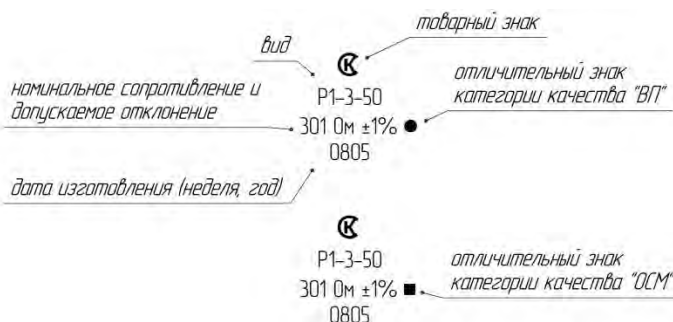 товарный знак
вид
К
номинальное сопротивление и
допускаемое отклонение
Р1-3-50
отличительный знак
категории качества "ВП"
301 Ом ±1% ●
0805
дата изготовления (неделя, год)
К
Р1-3-50
отличительный знак
категории качества "ОСМ"
301 Ом ±1% ■
0805